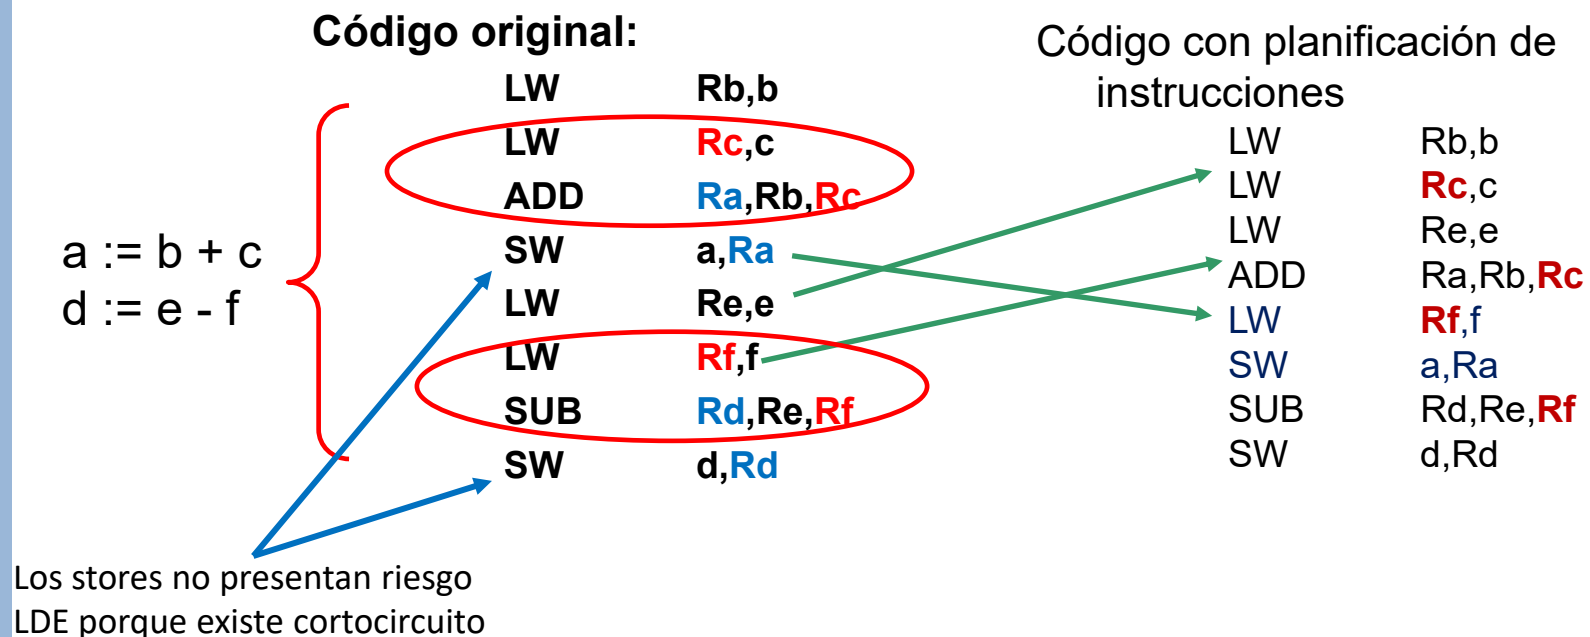 Código original:
LW Rb,b
LW Rc,c
ADD Ra,Rb,Rc
SW a,Ra
LW Re,e
LW Rf,f
SUB Rd,Re,Rf
SW d,Rd
a := b + c
d := e - f
Los stores no presentan riesgo
LDE porque existe cortocircuito
Código con planificación de
instrucciones
LW Rb,b
LW Rc,c
LW Re,e
ADD Ra,Rb,Rc
LW Rf,f
SW a,Ra
SUB Rd,Re,Rf
SW d,Rd